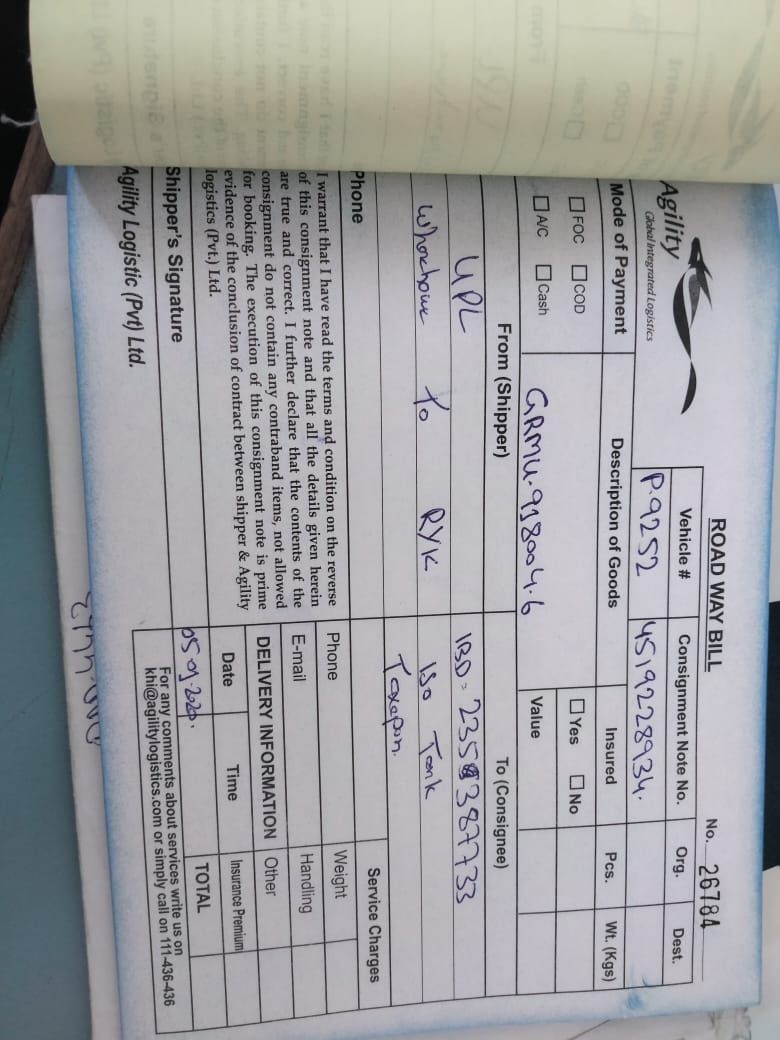 ROAD WAY BILL
No. 26784
Agility
Global Integrated Logistics
Vehicle #
Consignment Note No.
Org.
Dest.
P.9252
4519228934.
Mode of Payment
Description of Goods
Insured
Pcs.
Wt. (Kgs)
FOC
COD
Yes
No
A/C
Cash
GRMU.918004.6
Value
From (Shipper)
To (Consignee)
UPL
IBD=
387733
to RYK
Iso Tank
Texapon.
Service Charges
Phone
Phone
Weight
I warrant that I have read the terms and condition on the reverse
of this consignment note and that all the details given herein
are true and correct. I further declare that the contents of the
consignment do not contain any contraband items, not allowed
for booking. The execution of this consignment note is prime
evidence of the conclusion of contract between shipper & Agility
logistics (Pvt.) Ltd.
E-mail
Handling
DELIVERY INFORMATION
Other
Date
Time
Insurance Premium
TOTAL
Shipper's Signature
For any comments about services write us on
khi@agilitylogistics.com or simply call on 111-436-436
Agility Logistic (Pvt) Ltd.